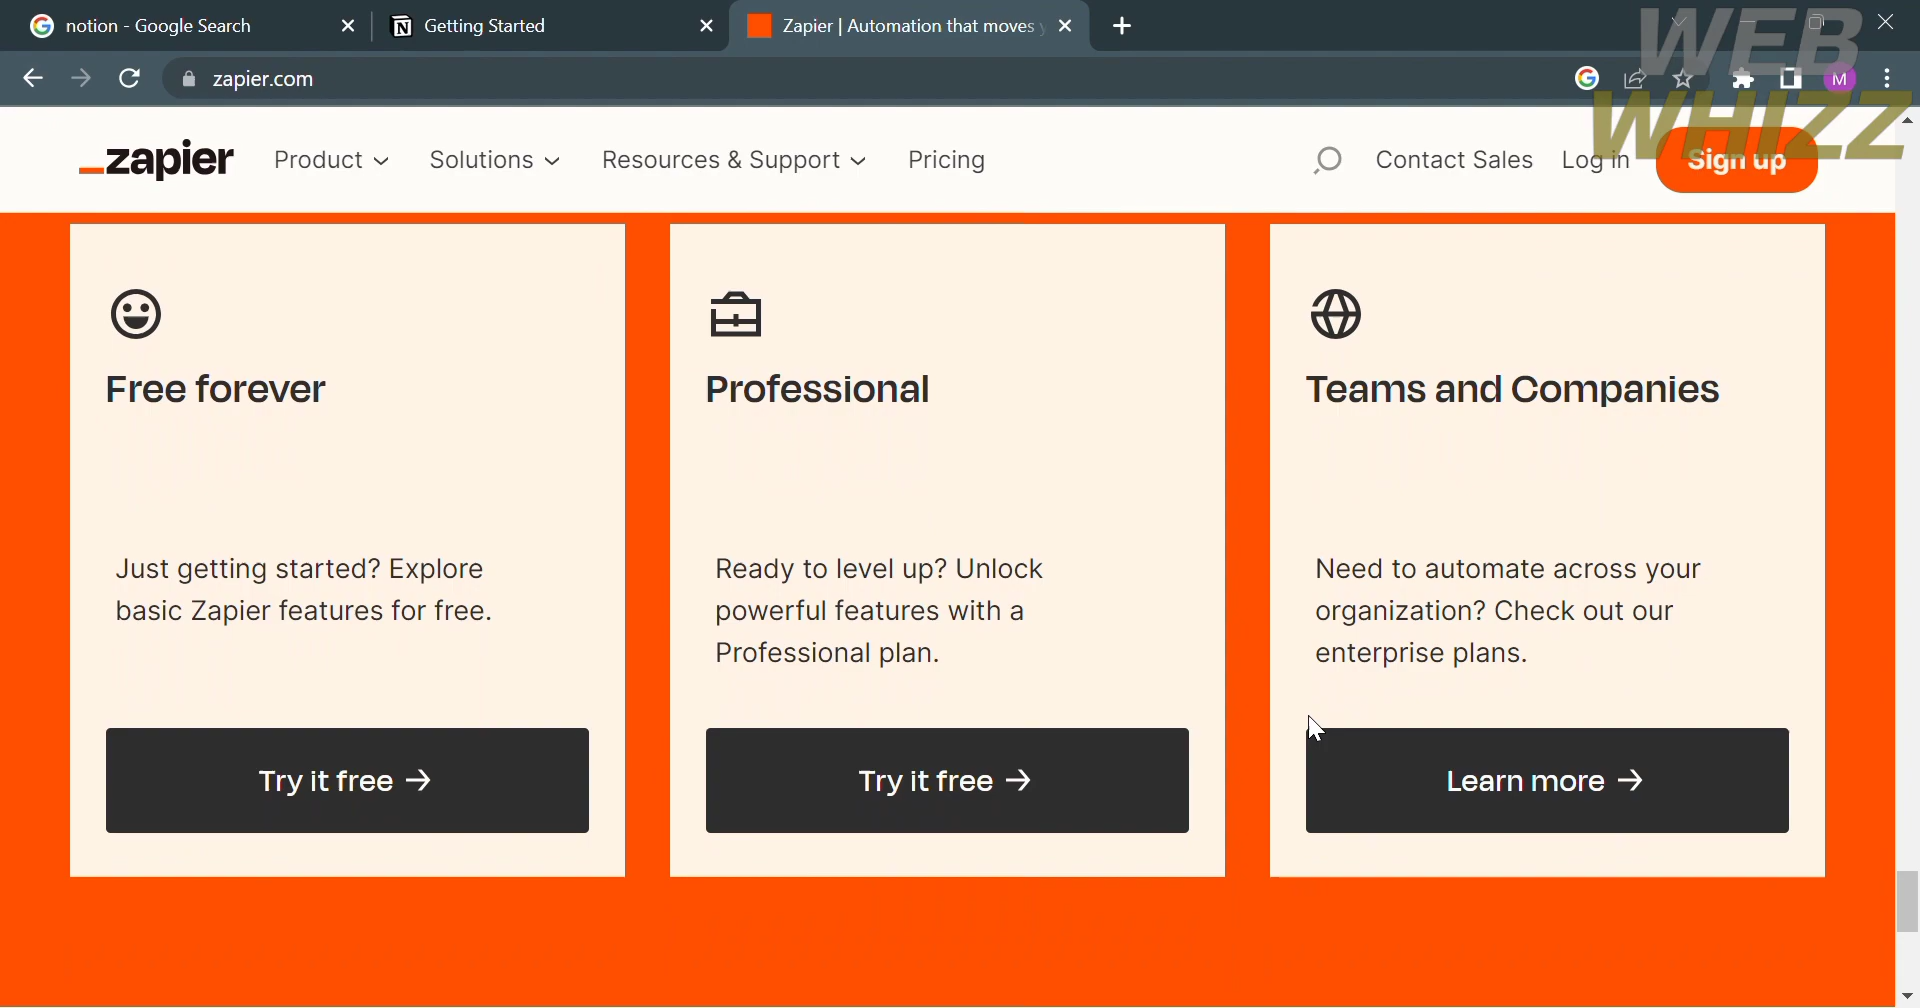 notion - Google Search
Getting Started
Zapier | Automation that moves
zapier.com
M
WEB
WHIZZ
zapier
Product
Solutions
Resources & Support
Pricing
Contact Sales
Log in
Sign up
Free forever
Just getting started? Explore
basic Zapier features for free.
Try it free →
Professional
Ready to level up? Unlock
powerful features with a
Professional plan.
Try it free →
Teams and Companies
Need to automate across your
organization? Check out our
enterprise plans.
Learn more →